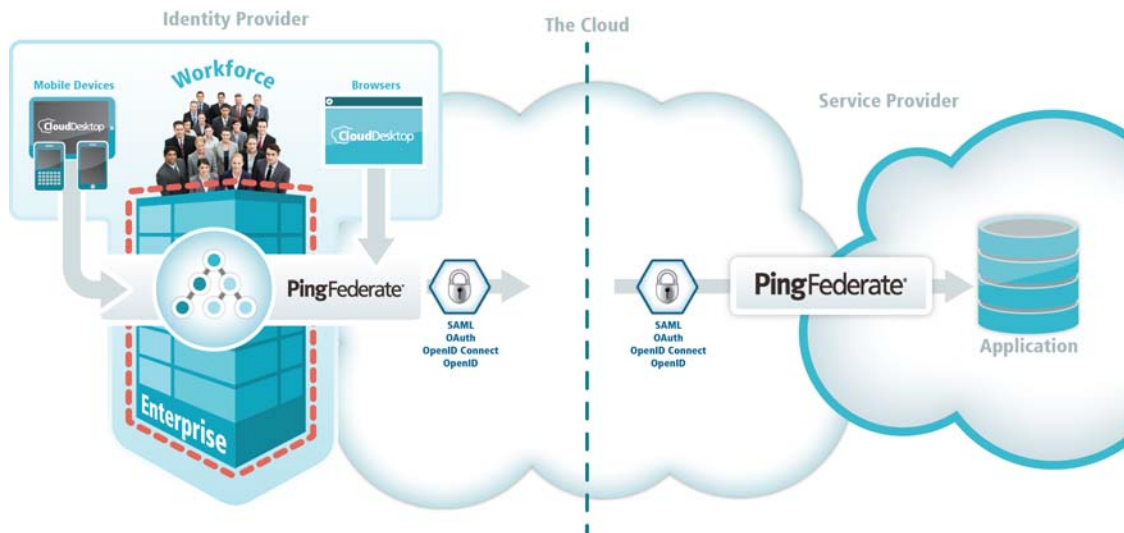 Identity Provider
The Cloud
Service Provider
Mobile Devices
Workforce
Browsers
CloudDesktop
CloudDesktop
PingFederate®
SAML
OAuth
OpenID Connect
OpenID
SAML
OAuth
OpenID Connect
OpenID
PingFederate®
Application
Enterprise